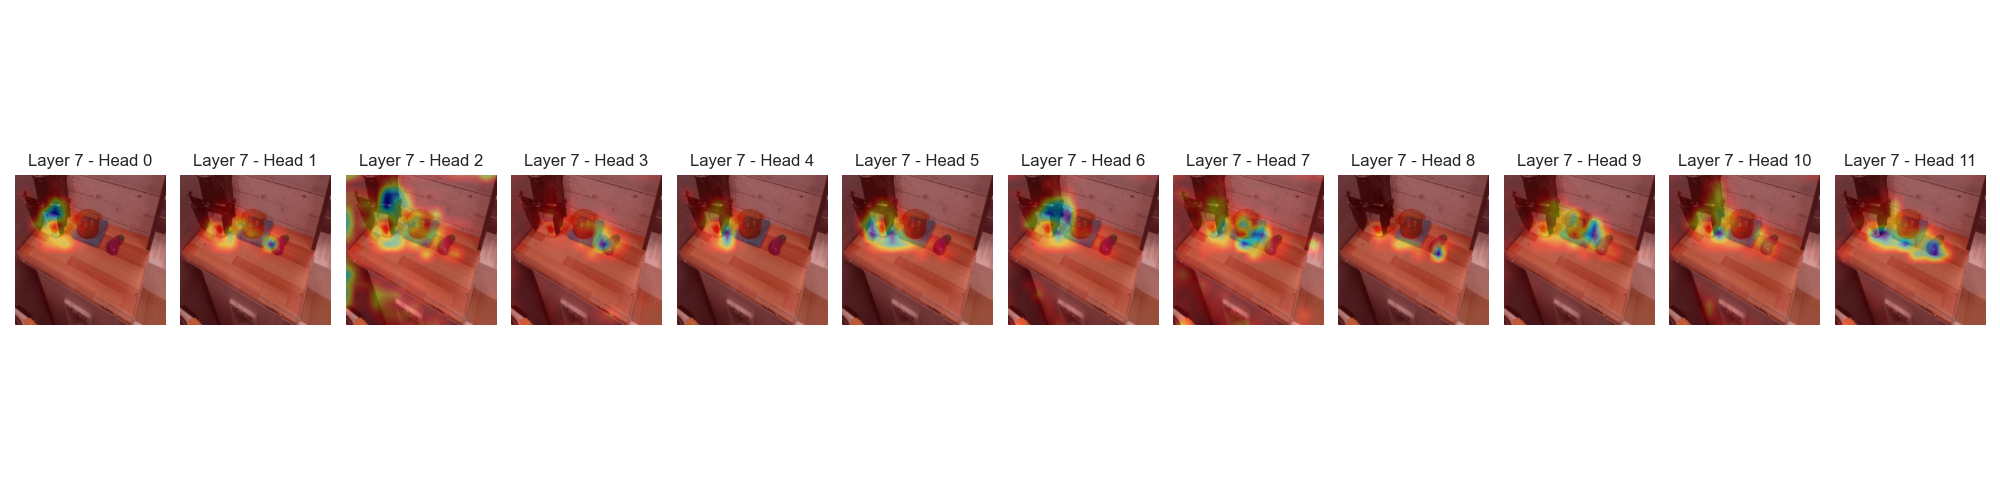 Layer 7 - Head 0
Layer 7 - Head 1
Layer 7 - Head 2
Layer 7 - Head 3
Layer 7 - Head 4
Layer 7 - Head 5
Layer 7 - Head 6
Layer 7 - Head 7
Layer 7 - Head 8
Layer 7 - Head 9
Layer 7 - Head 10
Layer 7 - Head 11